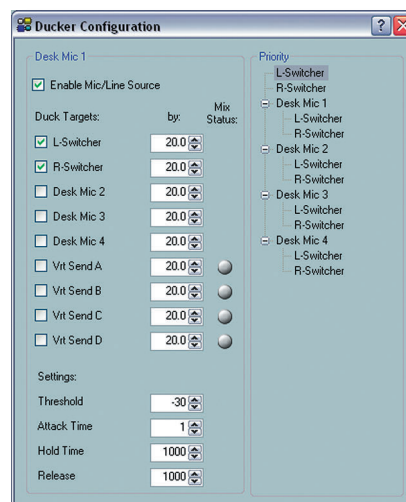 Ducker Configuration
Desk Mic 1
Enable Mic/Line Source
Duck Targets: by: Mix Status:
L-Switcher 20.0
R-Switcher 20.0
Desk Mic 2 20.0
Desk Mic 3 20.0
Desk Mic 4 20.0
Vrt Send A 20.0
Vrt Send B 20.0
Vrt Send C 20.0
Vrt Send D 20.0
Settings:
Threshold -30
Attack Time 1
Hold Time 1000
Release 1000
Priority
L-Switcher
R-Switcher
Desk Mic 1
L-Switcher
R-Switcher
Desk Mic 2
L-Switcher
R-Switcher
Desk Mic 3
L-Switcher
R-Switcher
Desk Mic 4
L-Switcher
R-Switcher